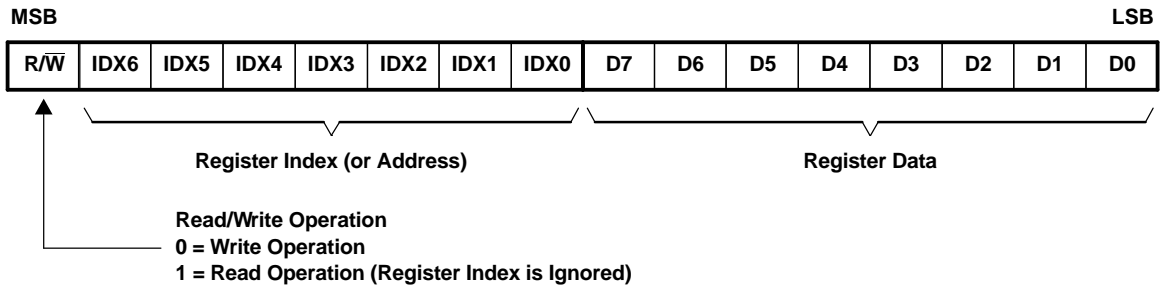 MSB LSB
R/W̅ IDX6 IDX5 IDX4 IDX3 IDX2 IDX1 IDX0 D7 D6 D5 D4 D3 D2 D1 D0
Register Index (or Address) Register Data
Read/Write Operation
0 = Write Operation
1 = Read Operation (Register Index is Ignored)